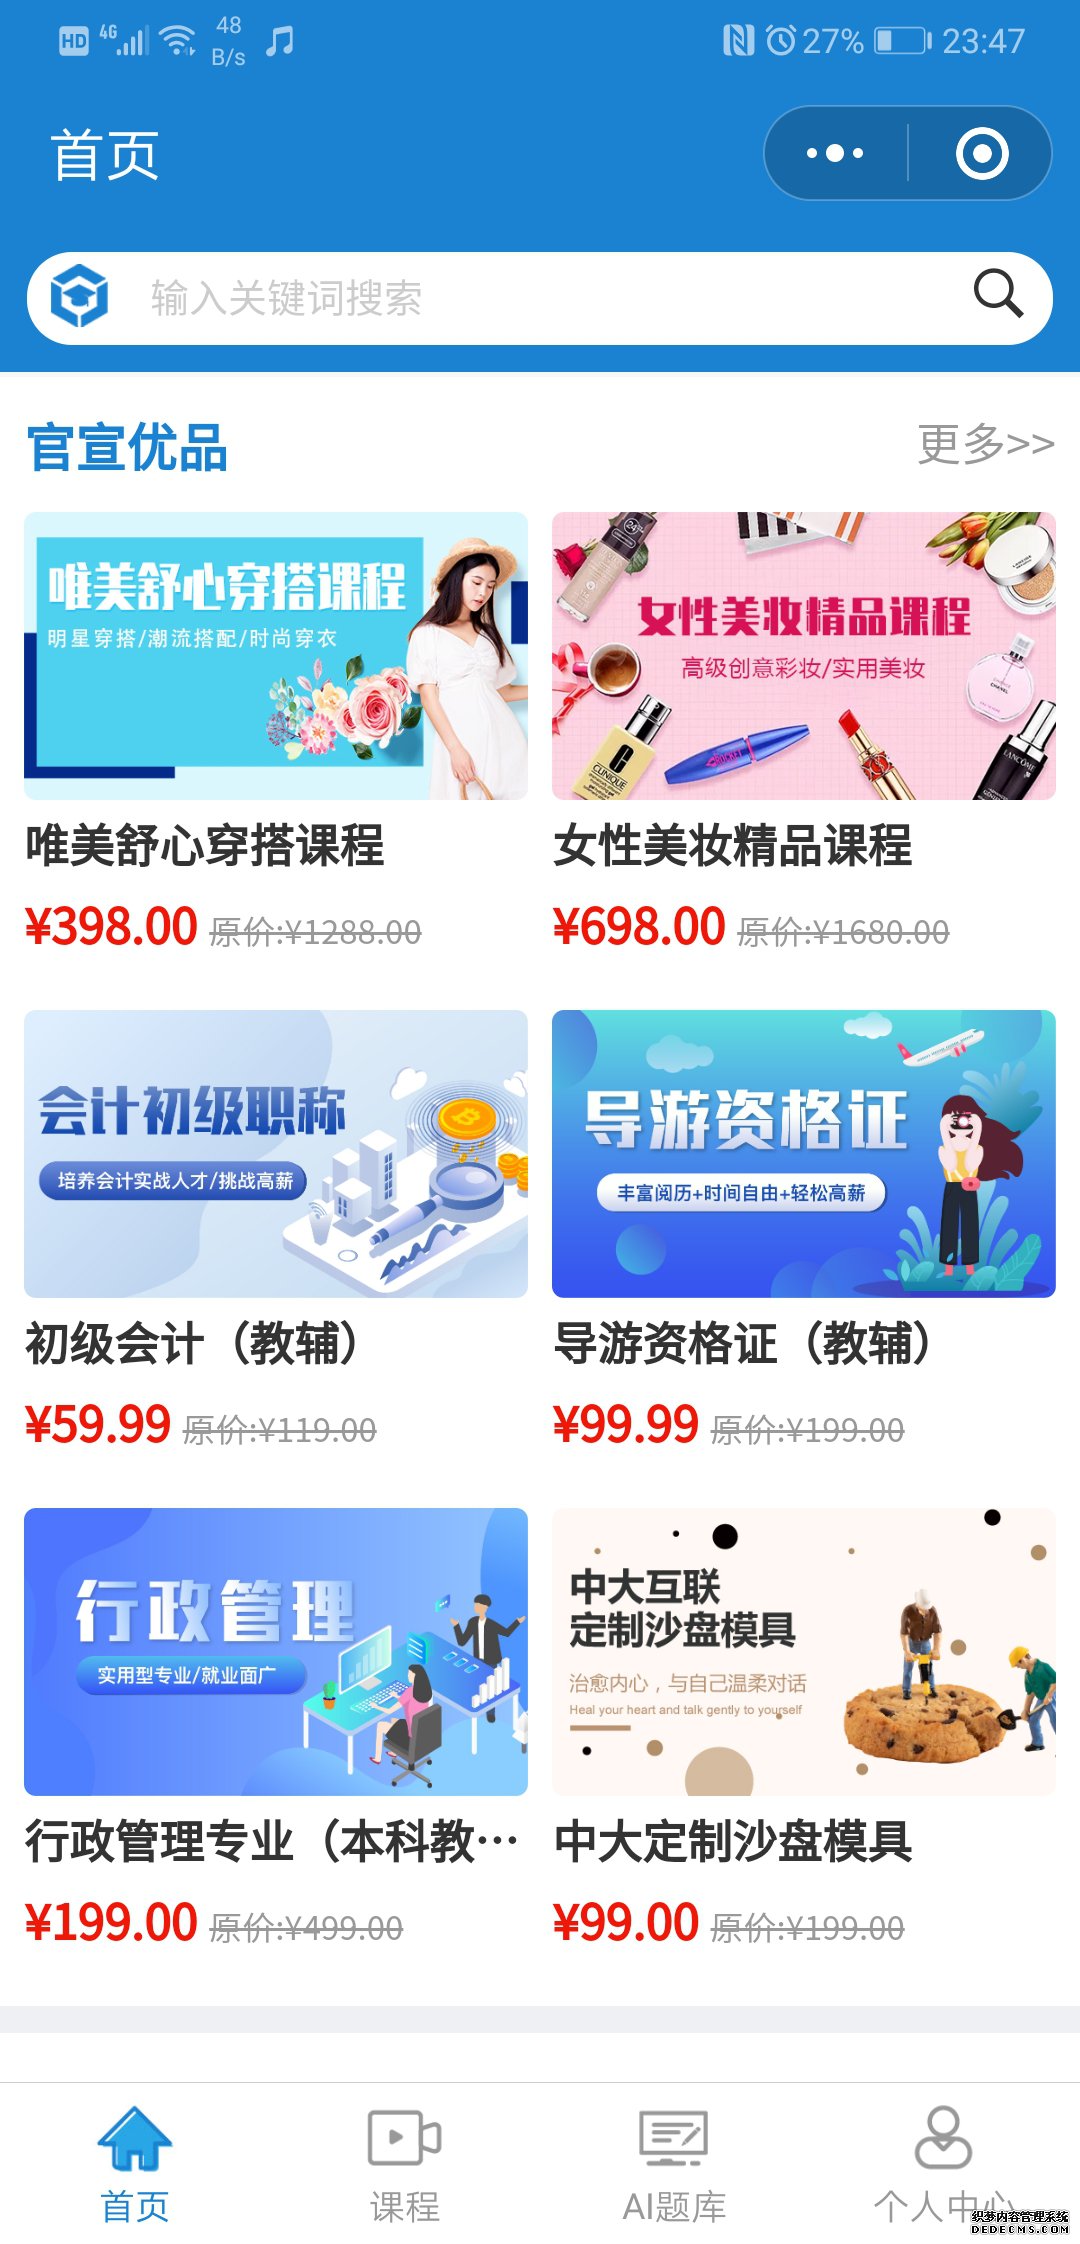 HD 4G 48 B/s 27% 23:47
首页
输入关键词搜索
官宣优品 更多>>
唯美舒心穿搭课程
明星穿搭/潮流搭配/时尚穿衣
女性美妆精品课程
高级创意彩妆/实用美妆
24H
CHANEL
CLINIQUE
ROCKET
LANCÔME
唯美舒心穿搭课程
¥398.00 原价:¥1288.00
女性美妆精品课程
¥698.00 原价:¥1680.00
会计初级职称
培养会计实战人才/挑战高薪
导游资格证
丰富阅历+时间自由+轻松高薪
初级会计（教辅）
¥59.99 原价:¥119.00
导游资格证（教辅）
¥99.99 原价:¥199.00
行政管理
实用型专业/就业面广
中大互联
定制沙盘模具
治愈内心，与自己温柔对话
Heal your heart and talk gently to yourself
行政管理专业（本科教…
¥199.00 原价:¥499.00
中大定制沙盘模具
¥99.00 原价:¥199.00
首页 课程 AI题库 个人中心
织梦内容管理系统
DEDECMS.COM